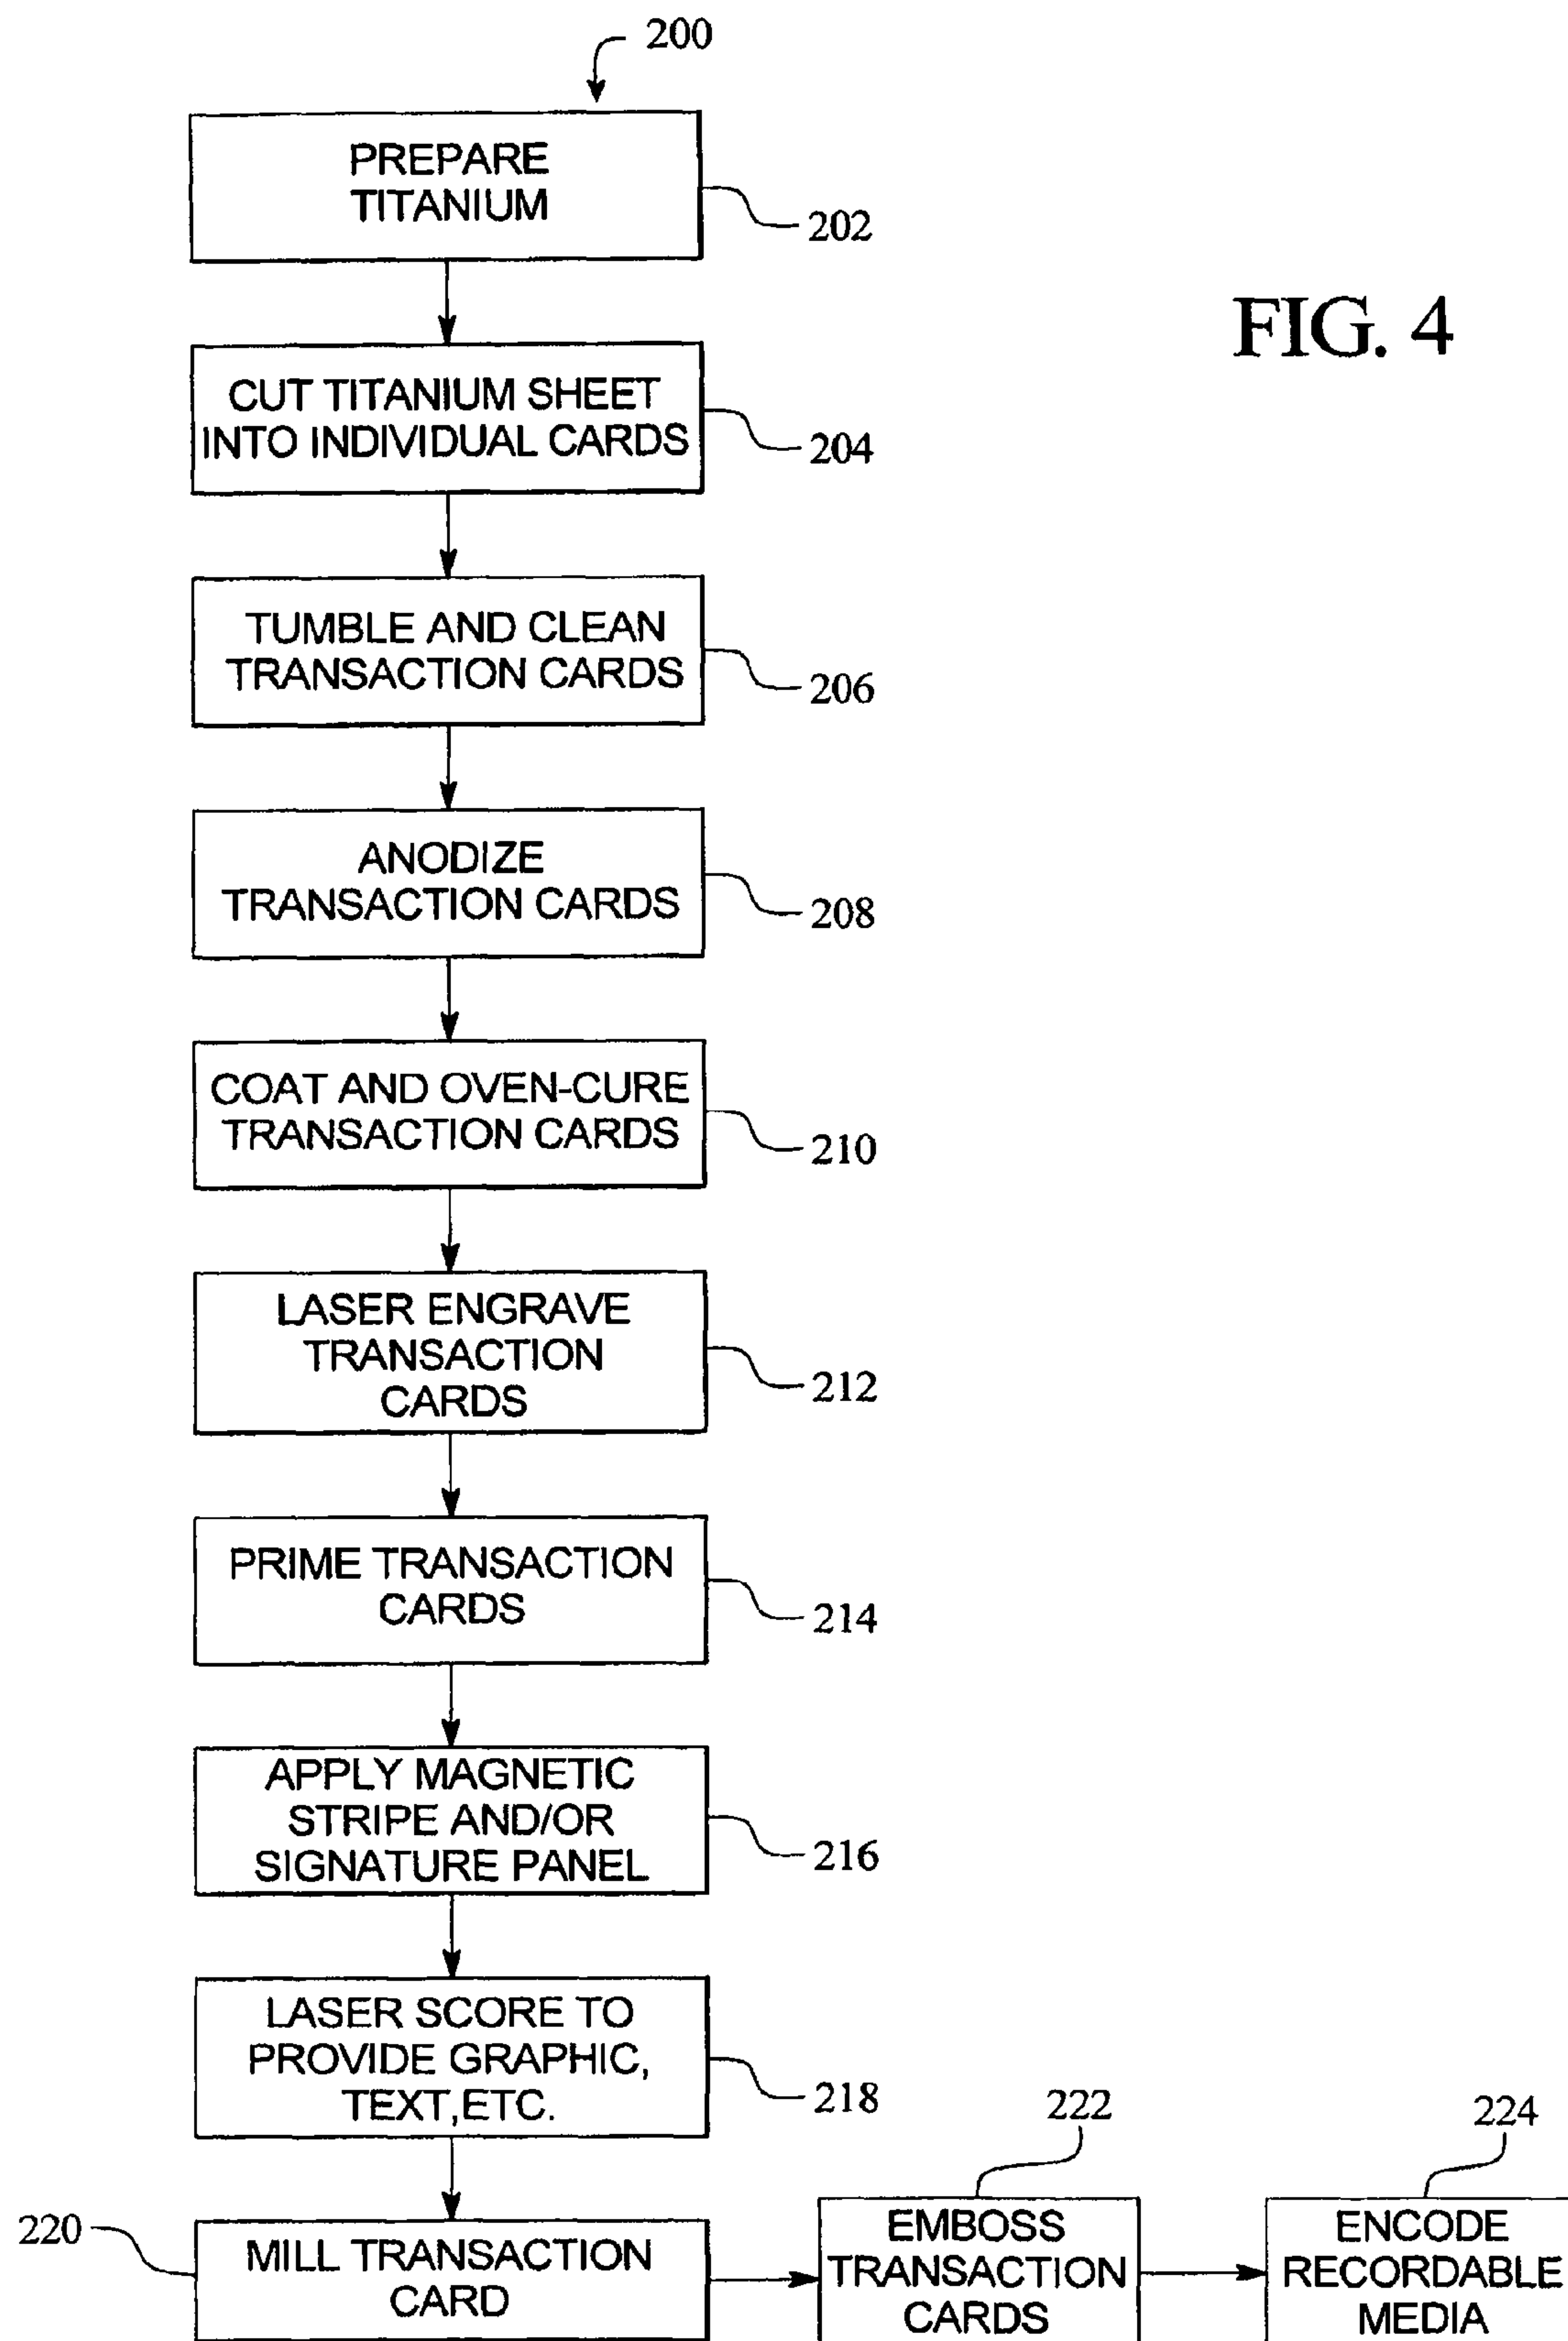 200
PREPARE
TITANIUM
202
FIG. 4
CUT TITANIUM SHEET
INTO INDIVIDUAL CARDS
204
TUMBLE AND CLEAN
TRANSACTION CARDS
206
ANODIZE
TRANSACTION CARDS
208
COAT AND OVEN-CURE
TRANSACTION CARDS
210
LASER ENGRAVE
TRANSACTION
CARDS
212
PRIME TRANSACTION
CARDS
214
APPLY MAGNETIC
STRIPE AND/OR
SIGNATURE PANEL
216
LASER SCORE TO
PROVIDE GRAPHIC,
TEXT,ETC.
218
220
MILL TRANSACTION
CARD
222
EMBOSS
TRANSACTION
CARDS
224
ENCODE
RECORDABLE
MEDIA